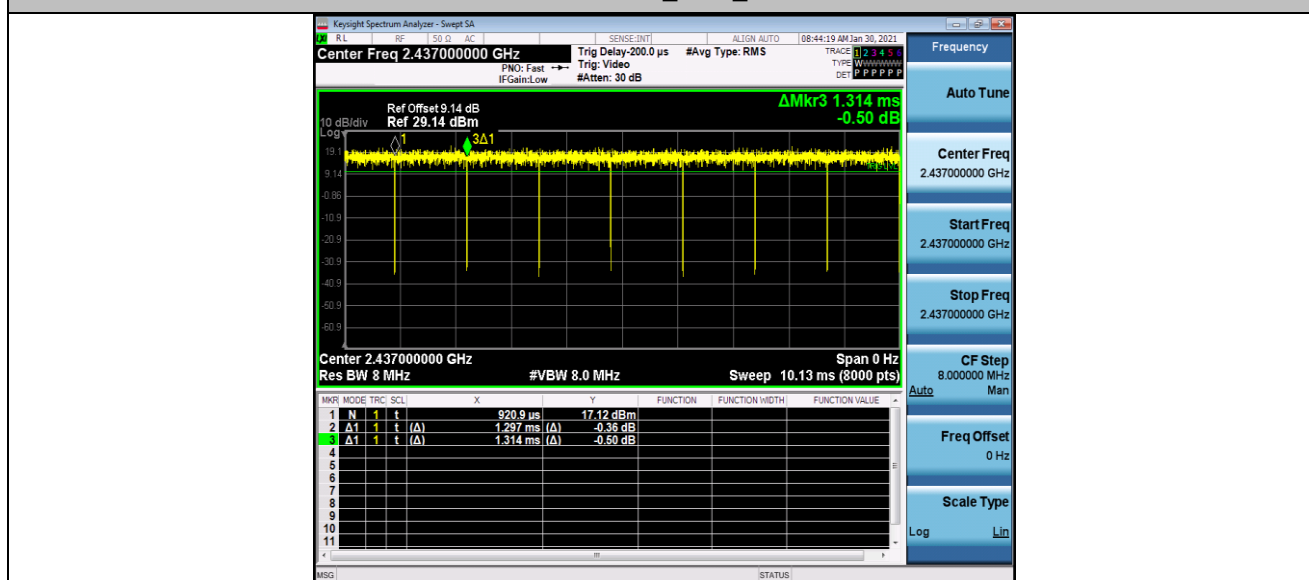 Keysight Spectrum Analyzer - Swept SA
RL RF 50 Ω AC SENSE:INT ALIGN AUTO 08:44:19 AM Jan 30, 2021
Center Freq 2.437000000 GHz Trig Delay-200.0 µs #Avg Type: RMS TRACE 1 2 3 4 5 6
PNO: Fast Trig: Video TYPE WWWWWW
IFGain:Low #Atten: 30 dB DET P P P P P P
Frequency
Auto Tune
Center Freq
2.437000000 GHz
Start Freq
2.437000000 GHz
Stop Freq
2.437000000 GHz
CF Step
8.000000 MHz
Auto Man
Freq Offset
0 Hz
Scale Type
Log Lin
ΔMkr3 1.314 ms
-0.50 dB
Ref Offset 9.14 dB
10 dB/div Ref 29.14 dBm
Log
1
3Δ1
19.1
9.14
-0.86
-10.9
-20.9
-30.9
-40.9
-50.9
-60.9
Center 2.437000000 GHz Span 0 Hz
Res BW 8 MHz #VBW 8.0 MHz Sweep 10.13 ms (8000 pts)
MKR MODE TRC SCL X Y FUNCTION FUNCTION WIDTH FUNCTION VALUE
1 N 1 t 920.9 µs 17.12 dBm
2 Δ1 1 t (Δ) 1.297 ms (Δ) -0.36 dB
3 Δ1 1 t (Δ) 1.314 ms (Δ) -0.50 dB
4
5
6
7
8
9
10
11
MSG STATUS